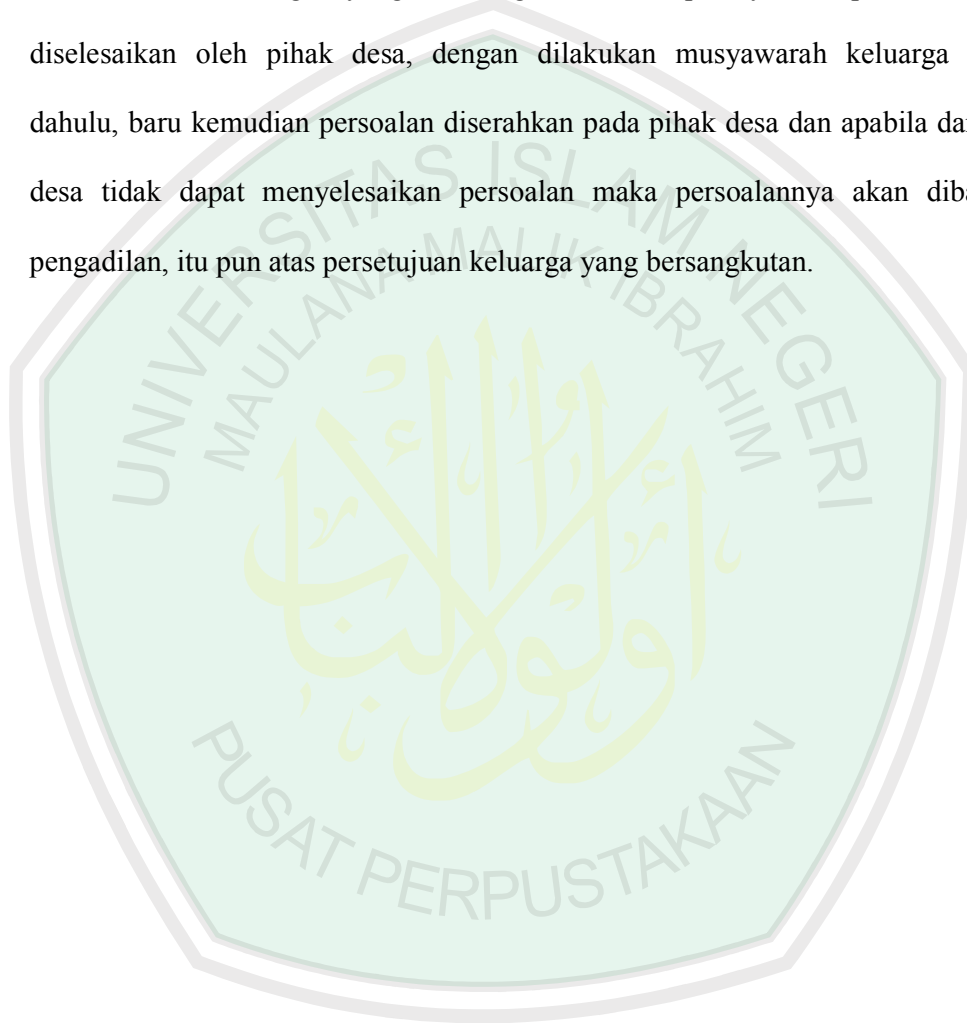 diselesaikan oleh pihak desa, dengan dilakukan musyawarah keluarga
dahulu, baru kemudian persoalan diserahkan pada pihak desa dan apabila
desa tidak dapat menyelesaikan persoalan maka persoalannya akan
pengadilan, itu pun atas persetujuan keluarga yang bersangkutan.
UNIVERSITAS ISLAM NEGERI
MAULANA MALIK IBRAHIM
PUSAT PERPUSTAKAAN